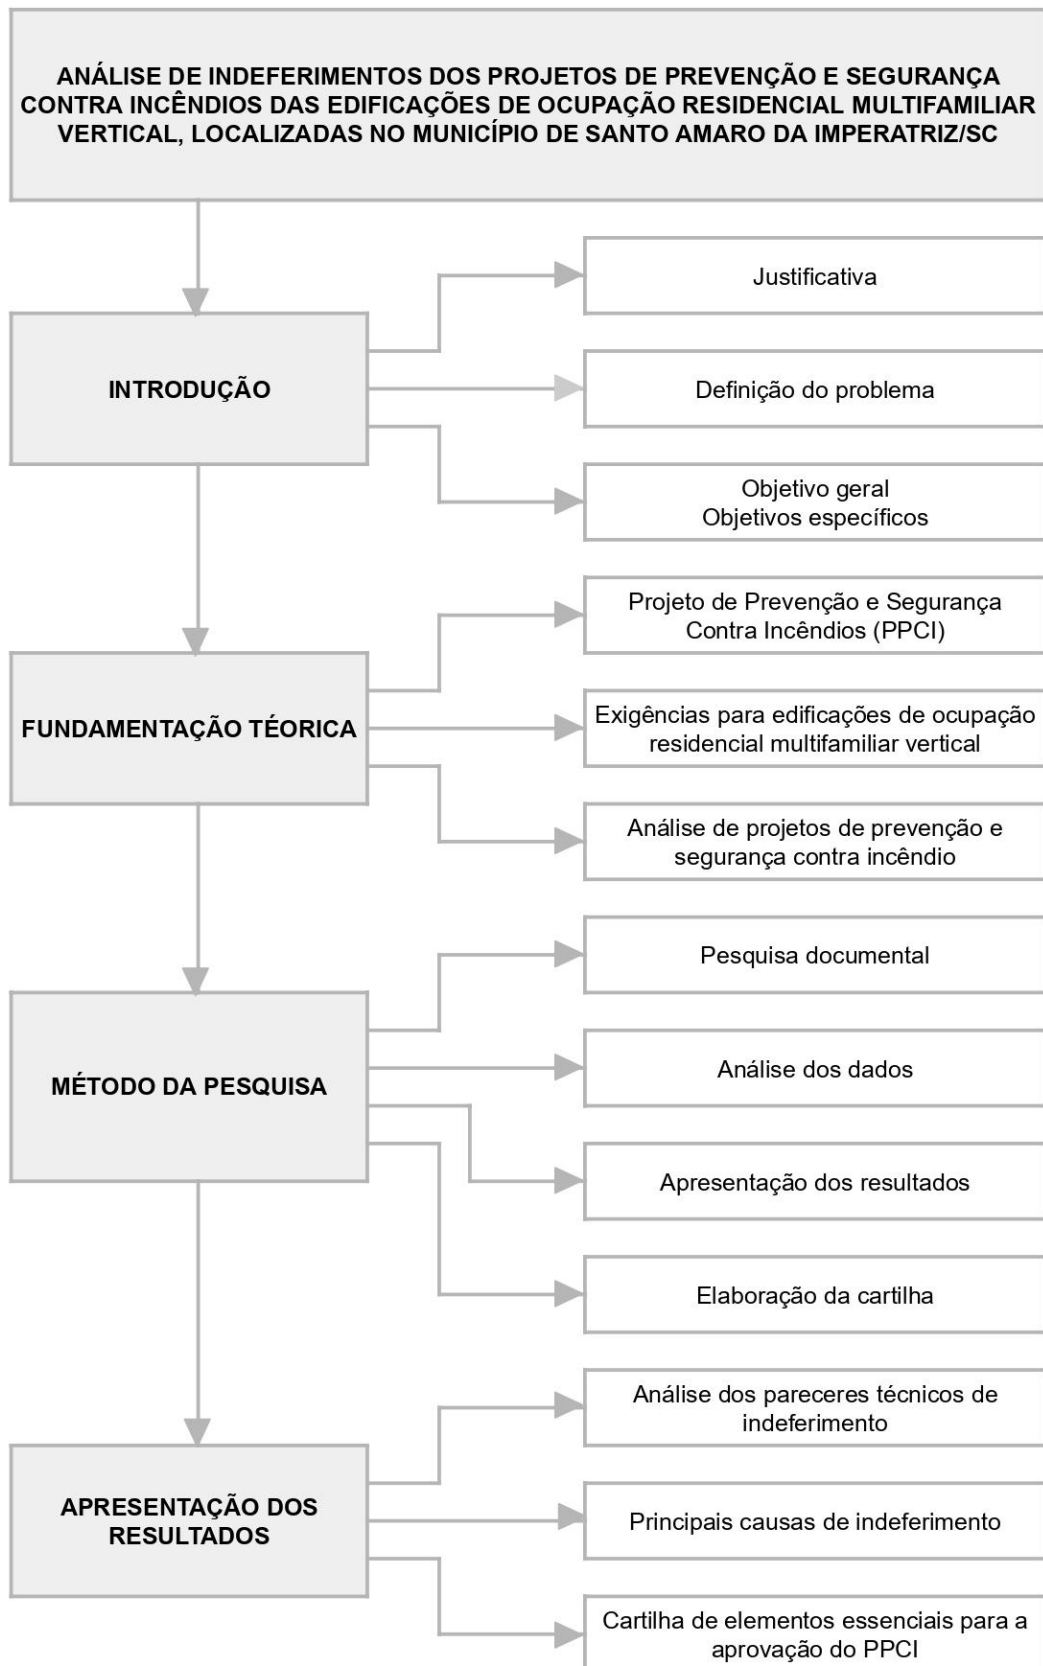 ANÁLISE DE INDEFERIMENTOS DOS PROJETOS DE PREVENÇÃO E SEGURANÇA
CONTRA INCÊNDIOS DAS EDIFICAÇÕES DE OCUPAÇÃO RESIDENCIAL MULTIFAMILIAR
VERTICAL, LOCALIZADAS NO MUNICÍPIO DE SANTO AMARO DA IMPERATRIZ/SC
INTRODUÇÃO
Justificativa
Definição do problema
Objetivo geral
Objetivos específicos
FUNDAMENTAÇÃO TÉORICA
Projeto de Prevenção e Segurança
Contra Incêndios (PPCI)
Exigências para edificações de ocupação
residencial multifamiliar vertical
Análise de projetos de prevenção e
segurança contra incêndio
MÉTODO DA PESQUISA
Pesquisa documental
Análise dos dados
Apresentação dos resultados
Elaboração da cartilha
APRESENTAÇÃO DOS
RESULTADOS
Análise dos pareceres técnicos de
indeferimento
Principais causas de indeferimento
Cartilha de elementos essenciais para a
aprovação do PPCI